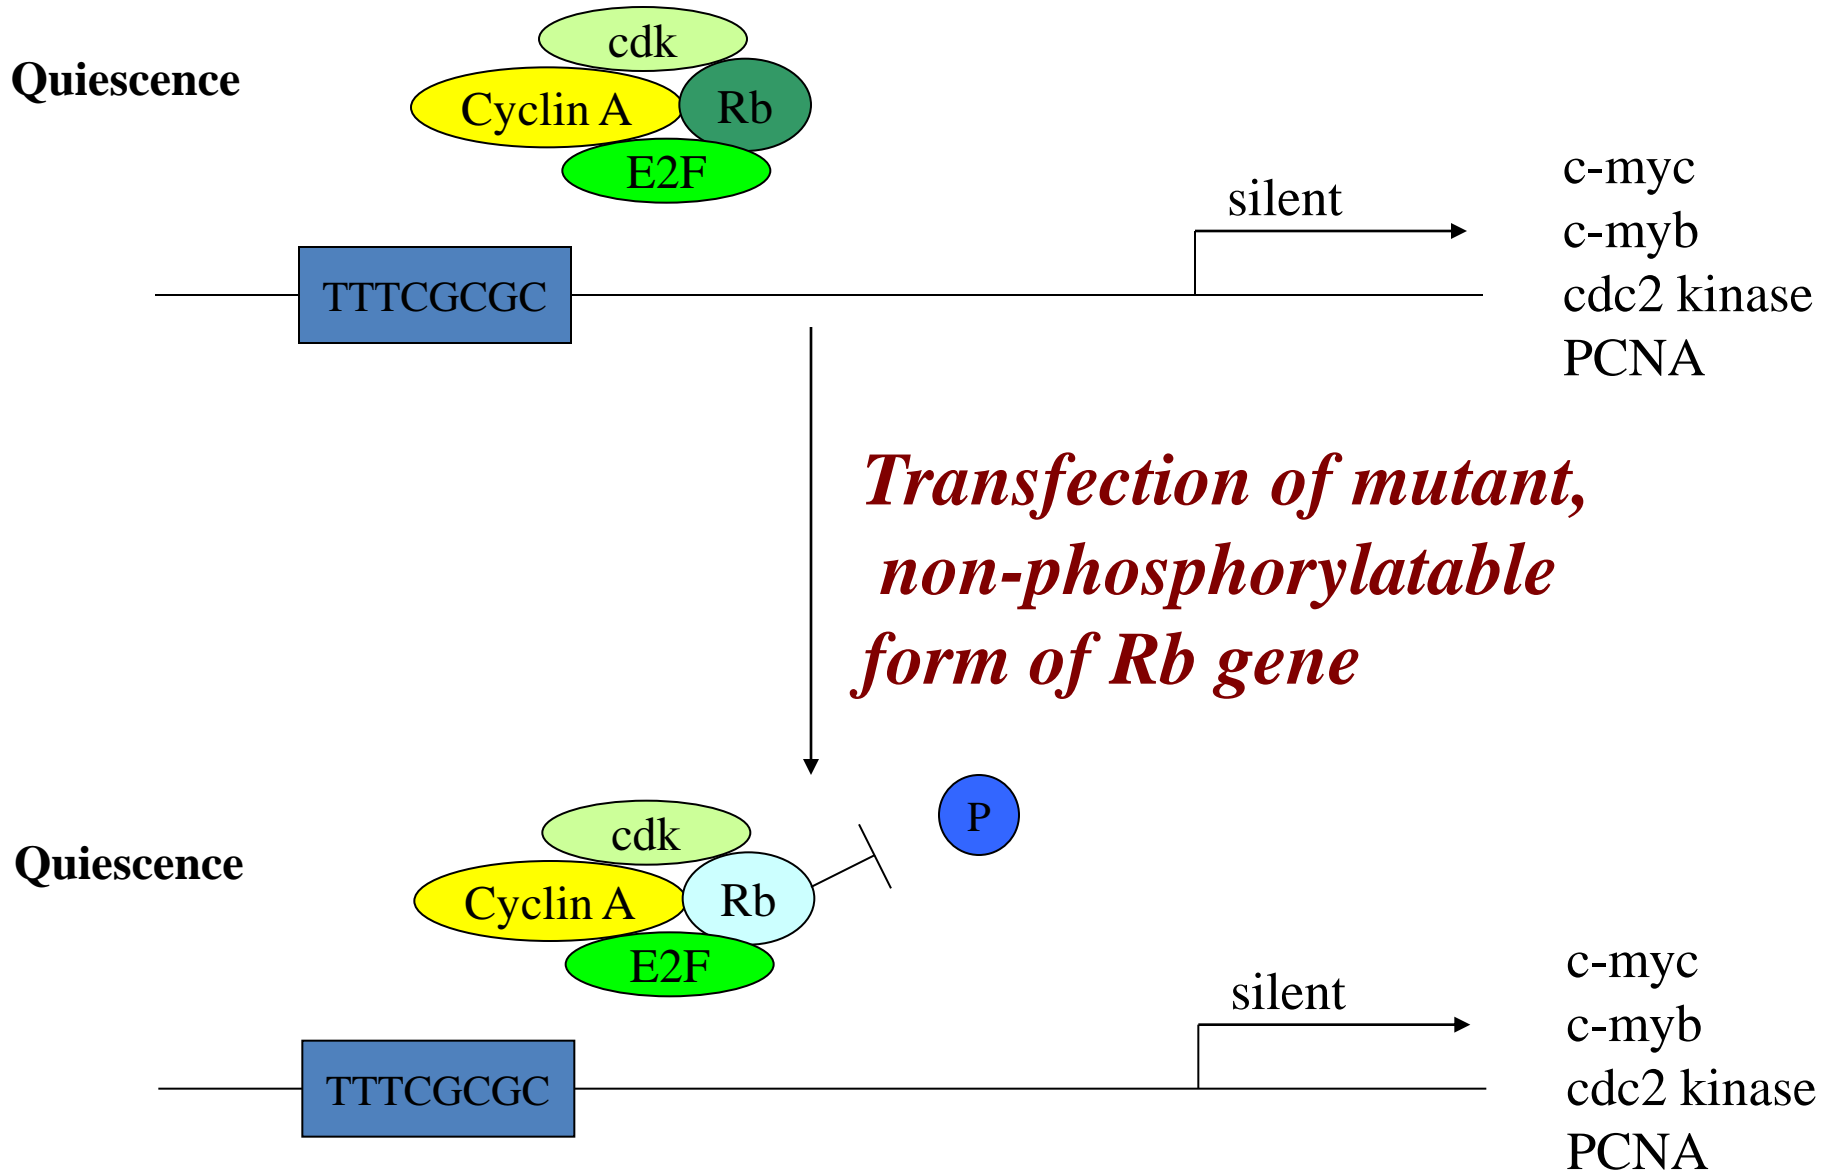 cdk
Quiescence
Cyclin A
Rb
E2F
silent
c-myc
c-myb
cdc2 kinase
PCNA
TTTCGCGC
Transfection of mutant,
non-phosphorylatable
form of Rb gene
P
cdk
Quiescence
Cyclin A
Rb
E2F
silent
c-myc
c-myb
cdc2 kinase
PCNA
TTTCGCGC